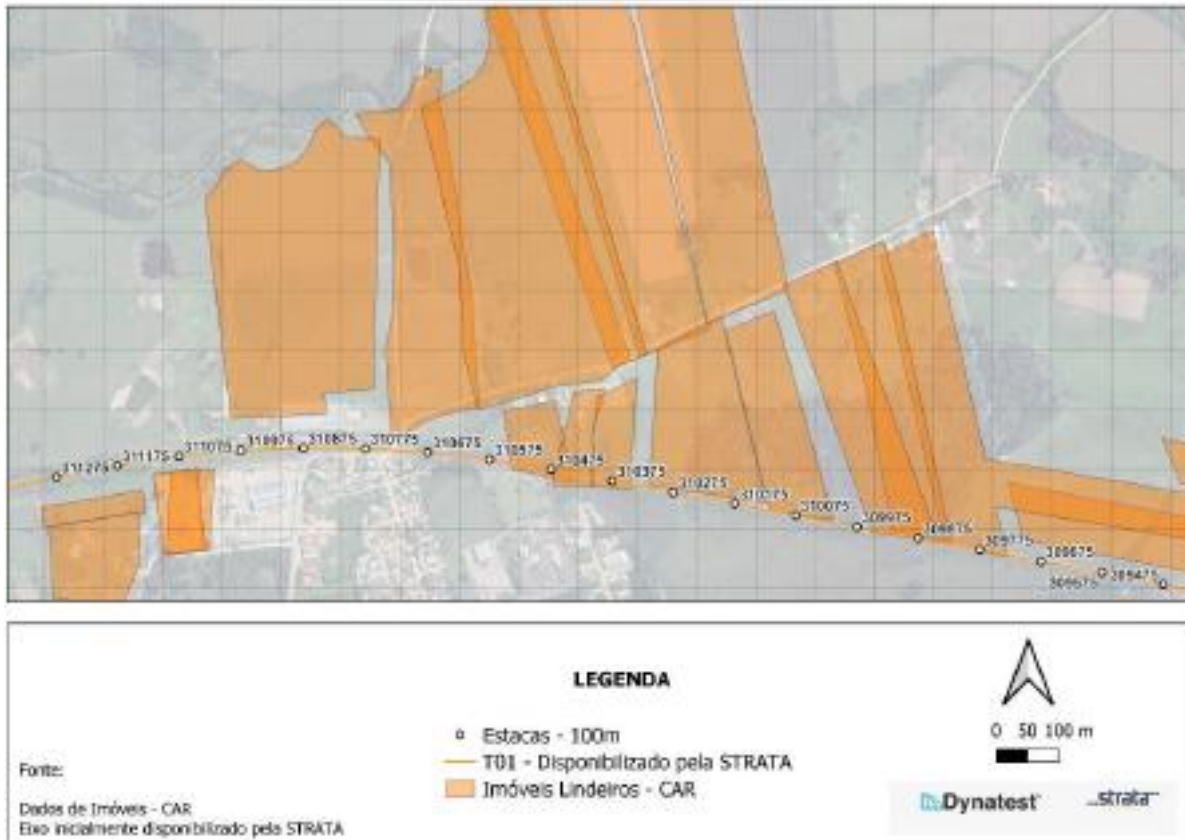 311275
311175
311075
310975
310875
310775
310675
310575
310475
310375
310275
310175
310075
309975
309875
309775
309675
309575
309475
LEGENDA
Estacas - 100m
T01 - Disponibilizado pela STRATA
Imóveis Lindeiros - CAR
0 50 100 m
Fonte:
Dados de Imóveis - CAR
Eixo inicialmente disponibilizado pela STRATA
Dynatest
strata